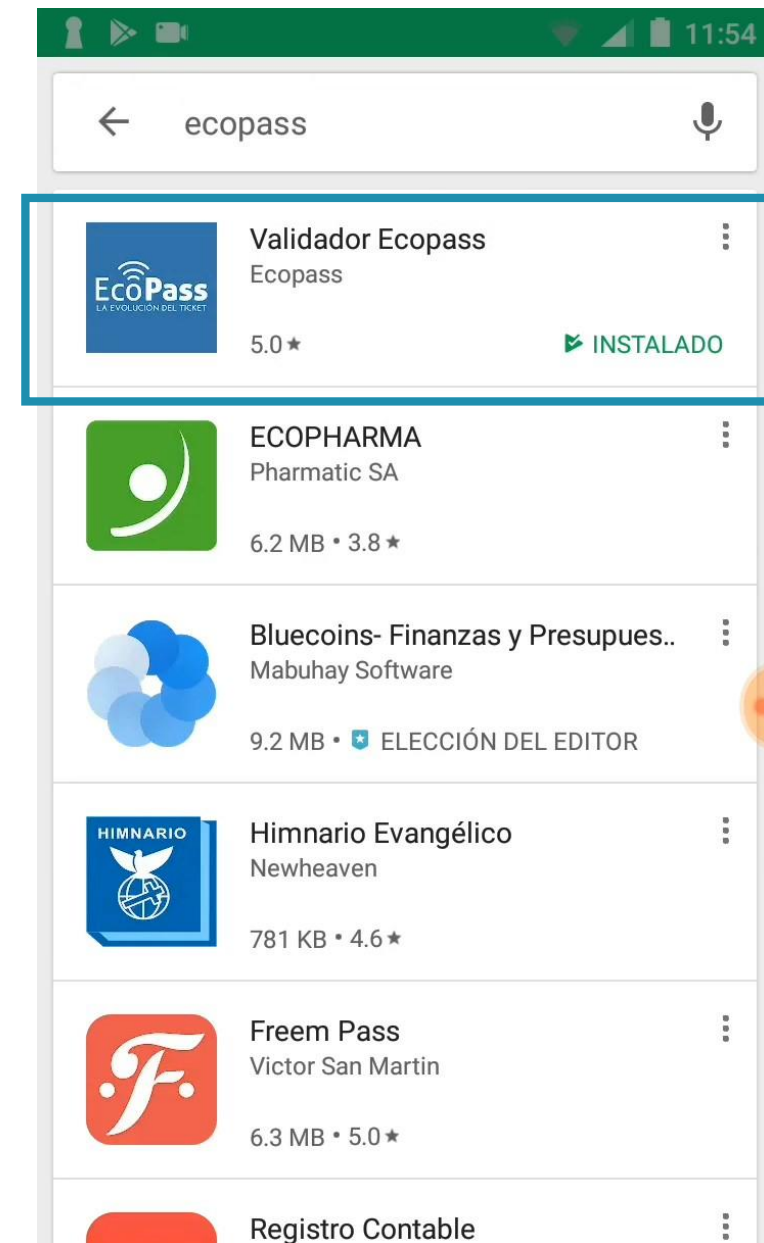 11:54
ecopass
Validador Ecopass
Ecopass
EcoPass
LA EVOLUCIÓN DEL TICKET
5.0 ★
INSTALADO
ECOPHARMA
Pharmatic SA
6.2 MB • 3.8 ★
Bluecoins- Finanzas y Presupues..
Mabuhay Software
9.2 MB • ELECCIÓN DEL EDITOR
HIMNARIO
Himnario Evangélico
Newheaven
781 KB • 4.6 ★
F.
Freem Pass
Victor San Martin
6.3 MB • 5.0 ★
Registro Contable